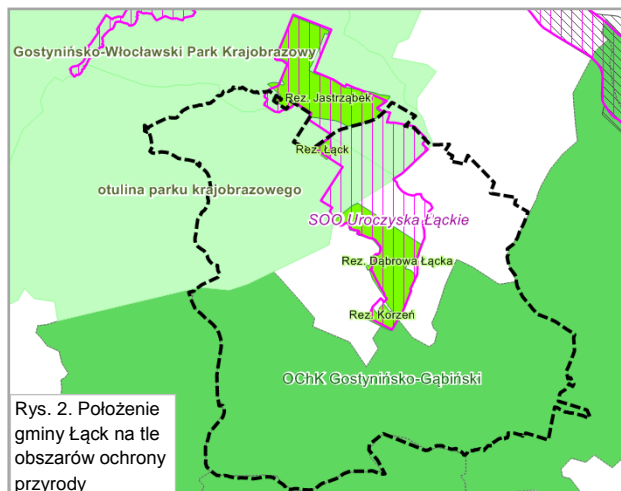 Gostynińsko-Włocławski Park Krajobrazowy
Rez. Jastrząbek
Rez. Łąck
otulina parku krajobrazowego
SOO Uroczyska Łąckie
Rez. Dąbrowa Łącka
Rez. Korzeń
OChK Gostynińsko-Gąbiński
Rys. 2. Położenie
gminy Łąck na tle
obszarów ochrony
przyrody